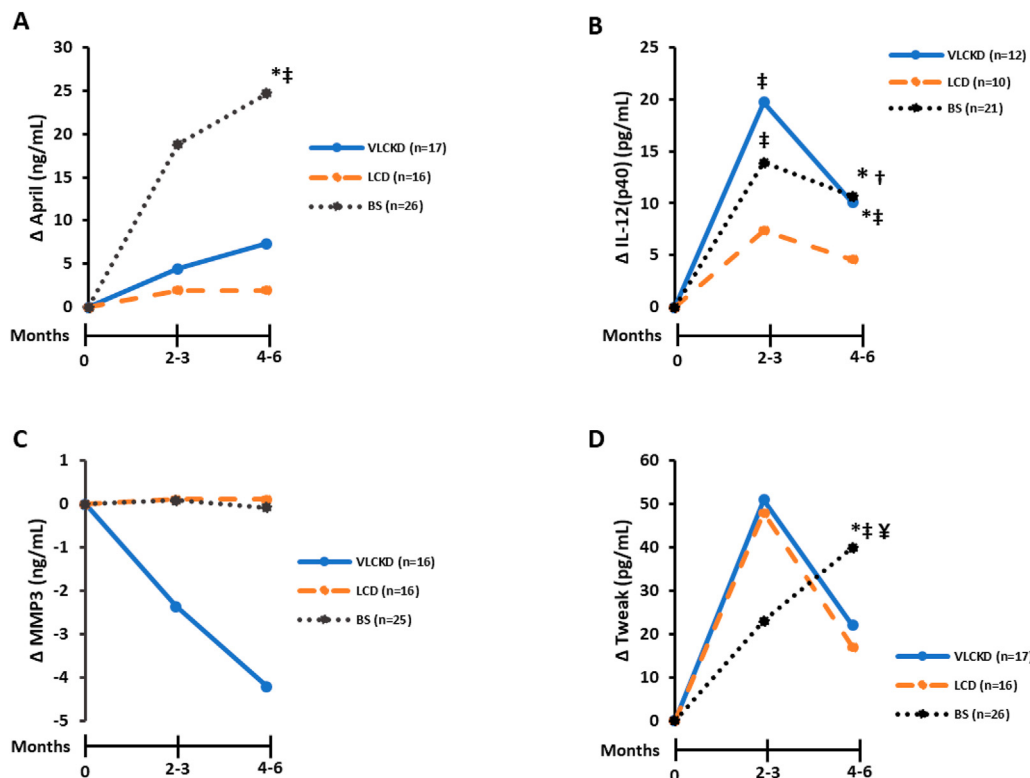 A
30
25
20
15
10
5
0
Δ April (ng/mL)
*‡
VLCKD (n=17)
LCD (n=16)
BS (n=26)
Months
0
2-3
4-6
B
25
20
15
10
5
0
Δ IL-12(p40) (pg/mL)
‡
‡
* †
*‡
VLCKD (n=12)
LCD (n=10)
BS (n=21)
Months
0
2-3
4-6
C
1
0
-1
-2
-3
-4
-5
Δ MMP3 (ng/mL)
VLCKD (n=16)
LCD (n=16)
BS (n=25)
Months
0
2-3
4-6
D
60
50
40
30
20
10
0
Δ Tweak (pg/mL)
*‡ ¥
VLCKD (n=17)
LCD (n=16)
BS (n=26)
Months
0
2-3
4-6